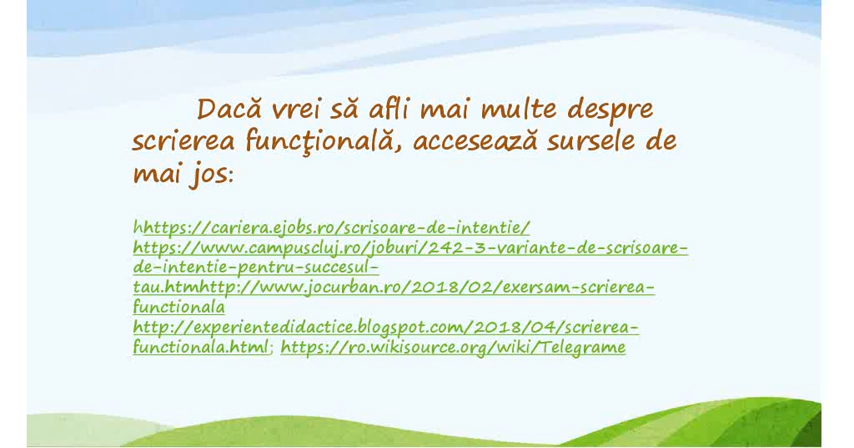 Dacă vrei să afli mai multe despre
scrierea funcţională, accesează sursele de
mai jos:
hhttps://cariera.ejobs.ro/scrisoare-de-intentie/
https://www.campuscluj.ro/joburi/242-3-variante-de-scrisoare-
de-intentie-pentru-succesul-
tau.htmhttp://www.jocurban.ro/2018/02/exersam-scrierea-
functionala
http://experientedidactice.blogspot.com/2018/04/scrierea-
functionala.html; https://ro.wikisource.org/wiki/Telegrame